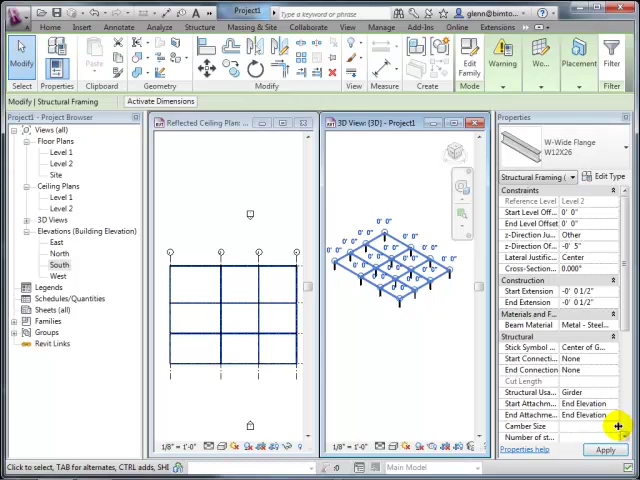 Project1
Type a keyword or phrase
glenn@bimto...
Home
Insert
Annotate
Analyze
Structure
Massing & Site
Collaborate
View
Manage
Add-Ins
Extensions
Online
Modify
Modify
Properties
Paste
Edit
Family
Warning
Wo...
Placement
Filter
Select
Clipboard
Geometry
Modify
View
Measure
Create
Mode
Filter
Modify | Structural Framing
Activate Dimensions
Project1 - Project Browser
Views (all)
Floor Plans
Level 1
Level 2
Site
Ceiling Plans
Level 1
Level 2
3D Views
Elevations (Building Elevation)
East
North
South
West
Legends
Schedules/Quantities
Sheets (all)
Families
Groups
Revit Links
Reflected Ceiling Plan:
1/8" = 1'-0"
3D View: {3D} - Project1
0' 0"
1/8" = 1'-0"
Properties
W-Wide Flange
W12X26
Structural Framing (
Edit Type
Constraints
Reference Level Level 2
Start Level Off... 0' 0"
End Level Offs... 0' 0"
z-Direction Ju... Other
z-Direction Of... -0' 5"
Lateral Justific... Center
Cross-Section... 0.000°
Construction
Start Extension -0' 0 1/2"
End Extension -0' 0 1/2"
Materials and F...
Beam Material Metal - Steel...
Structural
Stick Symbol ... Center of G...
Start Connecti... None
End Connectio... None
Cut Length
Structural Usa... Girder
Start Attachme... End Elevation
End Attachme... End Elevation
Camber Size
Number of st...
Properties help
Apply
Click to select, TAB for alternates, CTRL adds, SHI
:0
Main Model